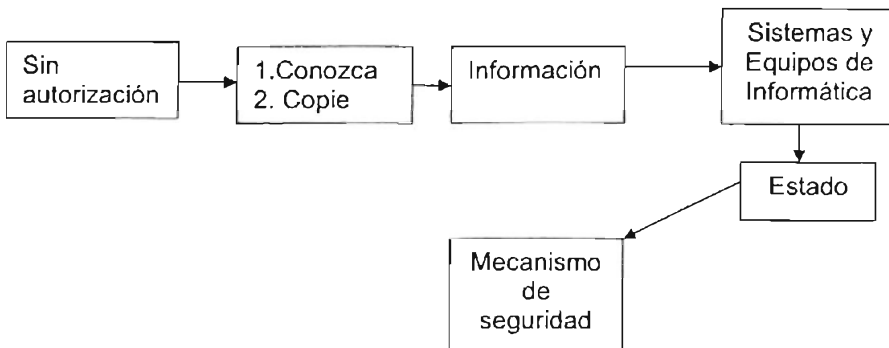 Sin
autorización
1.Conozca
2. Copie
Información
Sistemas y
Equipos de
Informática
Estado
Mecanismo
de
seguridad